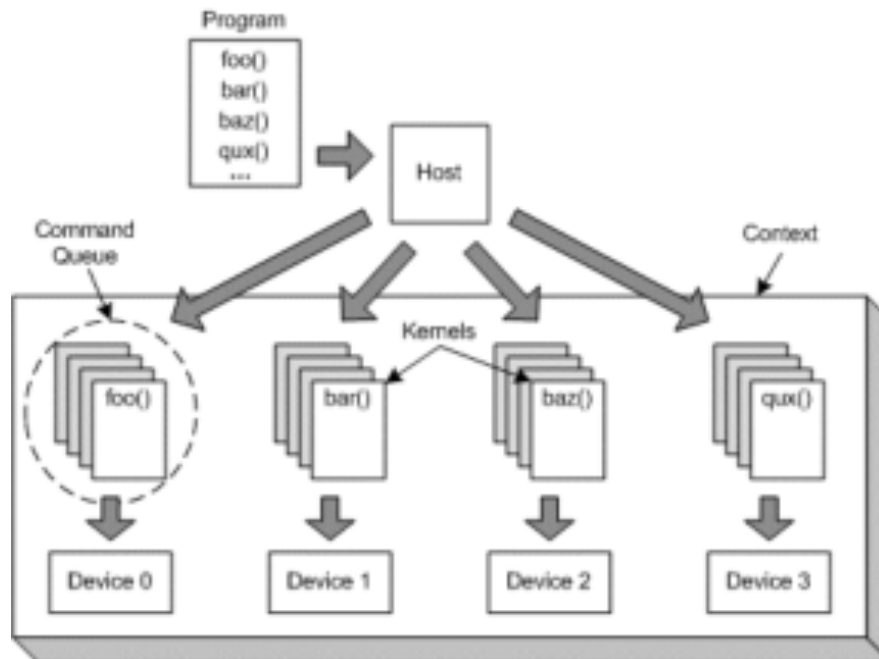 Program
foo()
bar()
baz()
qux()
...
Host
Command
Queue
Context
Kernels
foo()
bar()
baz()
qux()
Device 0
Device 1
Device 2
Device 3